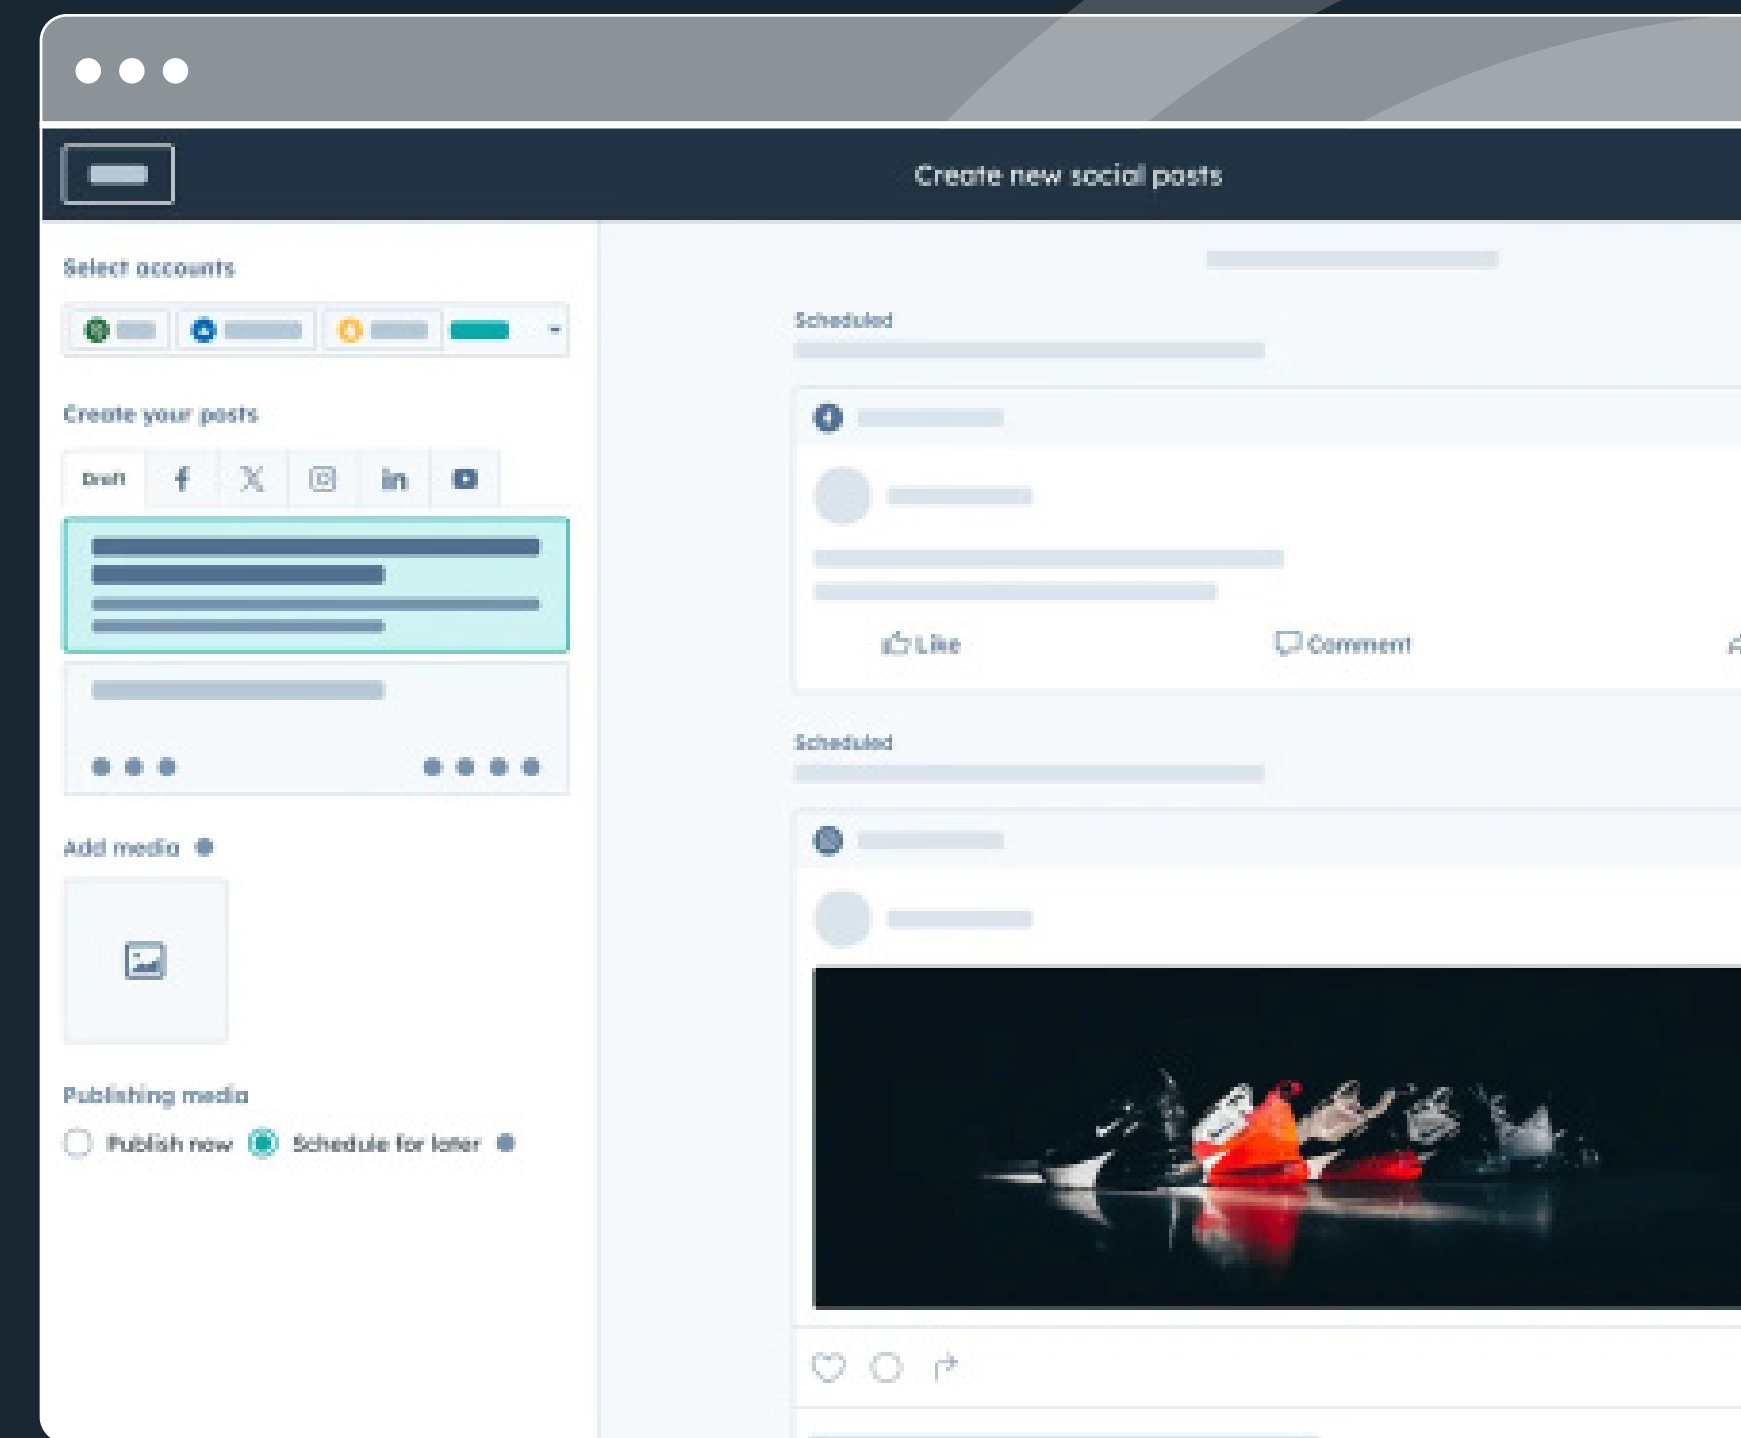 Create new social posts
Select accounts
Create your posts
Draft
Add media
Publishing media
Publish now
Schedule for later
Scheduled
Like
Comment
Scheduled